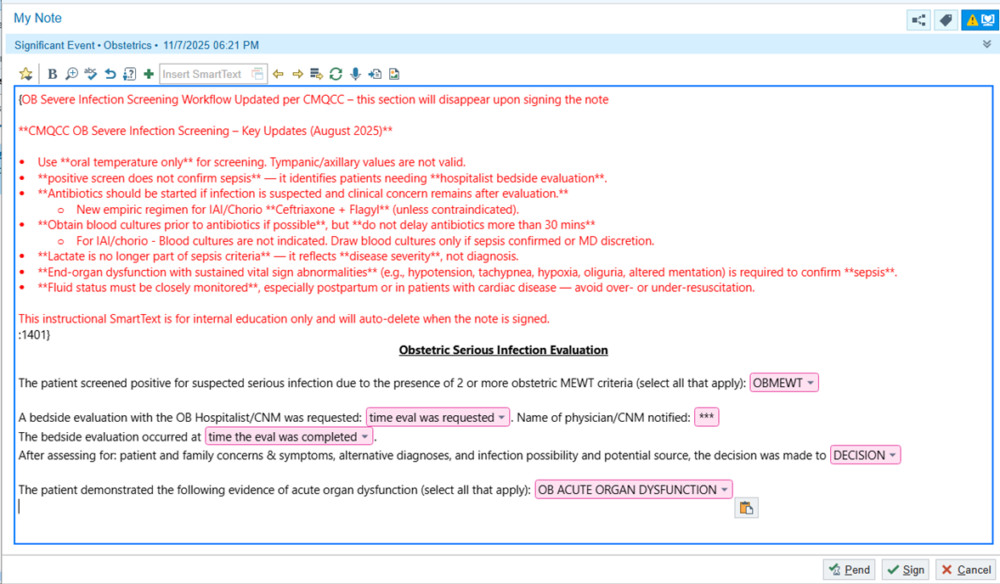 My Note
Significant Event • Obstetrics • 11/7/2025 06:21 PM
B
abc
Insert SmartText
{OB Severe Infection Screening Workflow Updated per CMQCC – this section will disappear upon signing the note
**CMQCC OB Severe Infection Screening – Key Updates (August 2025)**
• Use **oral temperature only** for screening. Tympanic/axillary values are not valid.
• **positive screen does not confirm sepsis** — it identifies patients needing **hospitalist bedside evaluation**.
• **Antibiotics should be started if infection is suspected and clinical concern remains after evaluation.**
o New empiric regimen for IAI/Chorio **Ceftriaxone + Flagyl** (unless contraindicated).
• **Obtain blood cultures prior to antibiotics if possible**, but **do not delay antibiotics more than 30 mins**
o For IAI/chorio - Blood cultures are not indicated. Draw blood cultures only if sepsis confirmed or MD discretion.
• **Lactate is no longer part of sepsis criteria** — it reflects **disease severity**, not diagnosis.
• **End-organ dysfunction with sustained vital sign abnormalities** (e.g., hypotension, tachypnea, hypoxia, oliguria, altered mentation) is required to confirm **sepsis**.
• **Fluid status must be closely monitored**, especially postpartum or in patients with cardiac disease — avoid over- or under-resuscitation.
This instructional SmartText is for internal education only and will auto-delete when the note is signed.
:1401}
Obstetric Serious Infection Evaluation
The patient screened positive for suspected serious infection due to the presence of 2 or more obstetric MEWT criteria (select all that apply): OBMEWT
A bedside evaluation with the OB Hospitalist/CNM was requested: time eval was requested . Name of physician/CNM notified: ***
The bedside evaluation occurred at time the eval was completed .
After assessing for: patient and family concerns & symptoms, alternative diagnoses, and infection possibility and potential source, the decision was made to DECISION
The patient demonstrated the following evidence of acute organ dysfunction (select all that apply): OB ACUTE ORGAN DYSFUNCTION
Pend Sign Cancel